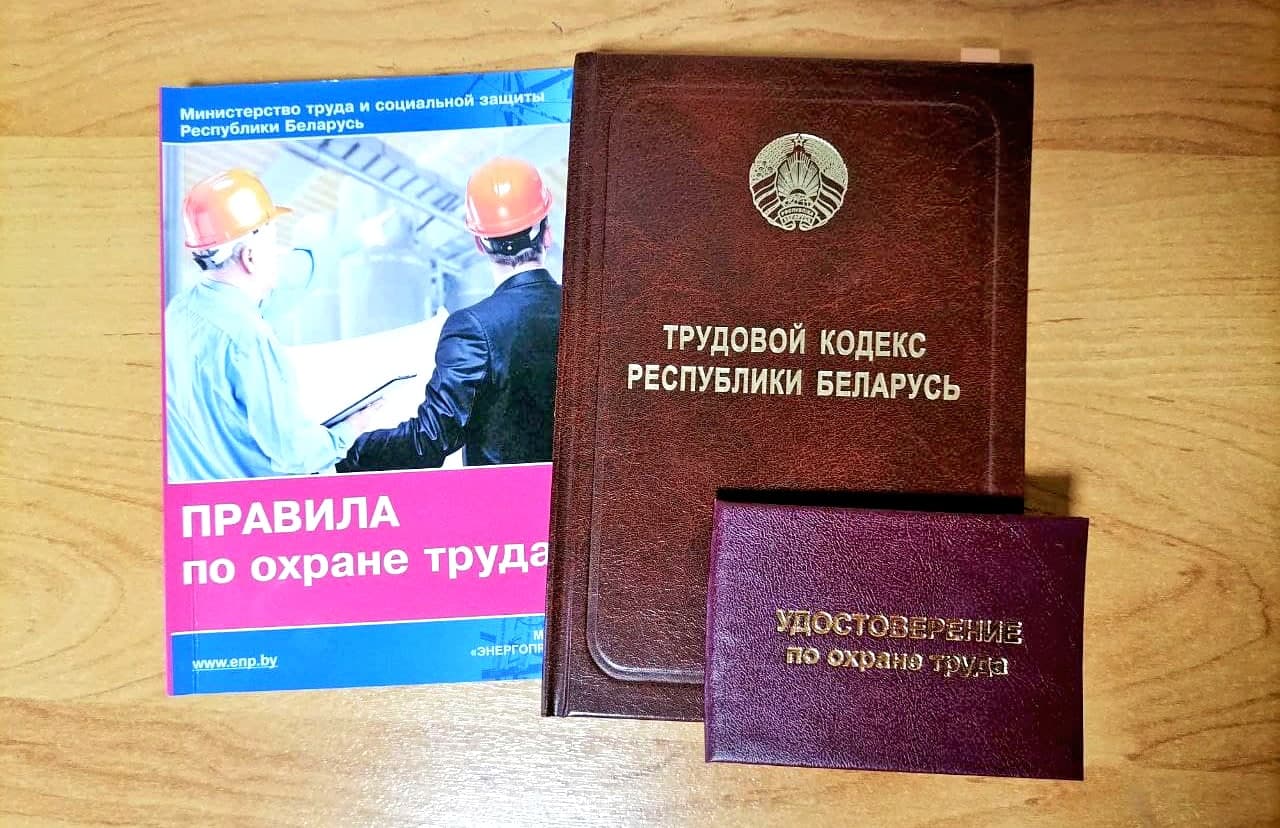 Министерство труда и социальной защиты
Республики Беларусь
ПРАВИЛА
по охране труда
www.enp.by
ТРУДОВОЙ КОДЕКС
РЕСПУБЛИКИ БЕЛАРУСЬ
УДОСТОВЕРЕНИЕ
по охране труда